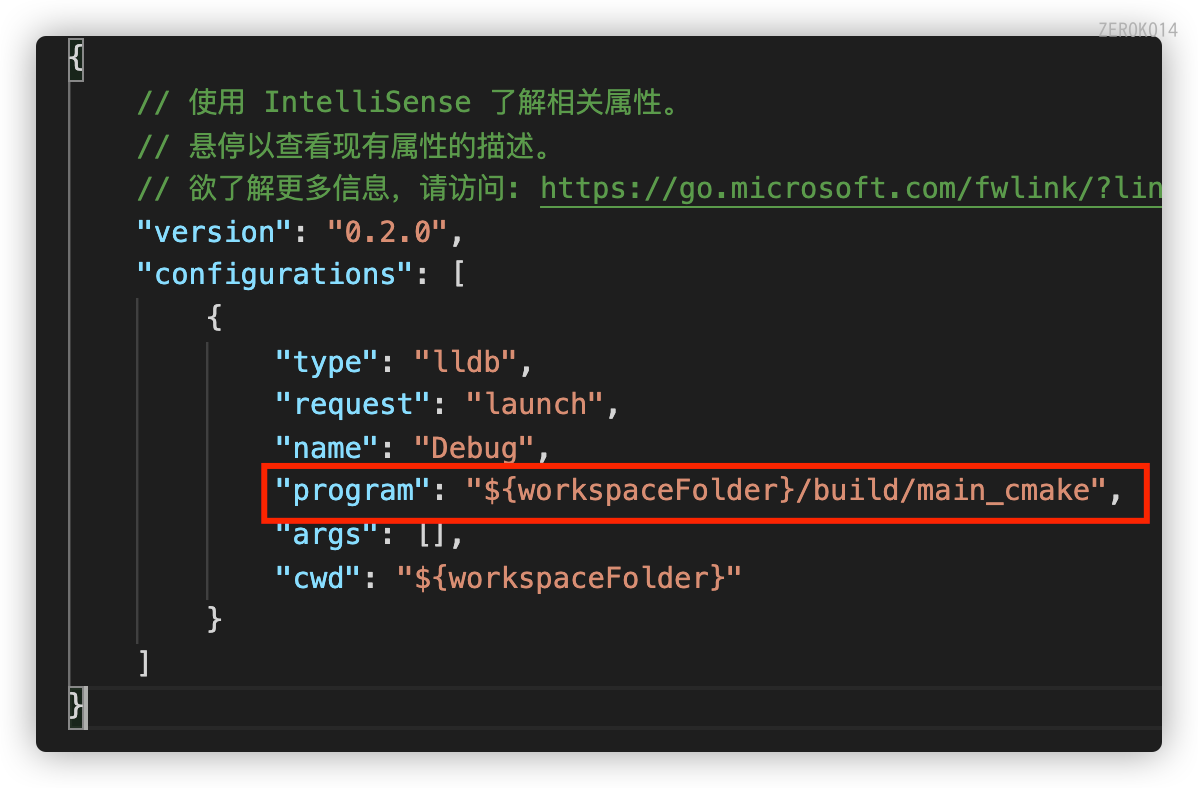 ZEROKO14
{
// 使用 IntelliSense 了解相关属性。
// 悬停以查看现有属性的描述。
// 欲了解更多信息，请访问: https://go.microsoft.com/fwlink/?lin
"version": "0.2.0",
"configurations": [
{
"type": "lldb",
"request": "launch",
"name": "Debug",
"program": "${workspaceFolder}/build/main_cmake",
"args": [],
"cwd": "${workspaceFolder}"
}
]
}